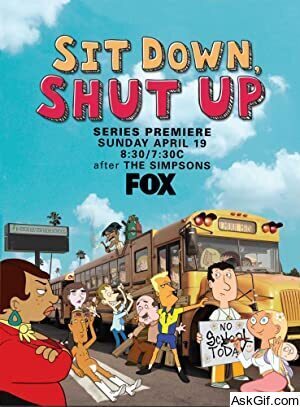 SIT DOWN,
SHUT UP
SERIES PREMIERE
SUNDAY APRIL 19
8:30/7:30C
after THE SIMPSONS
FOX
NO
SCHOOL
TODAY
AskGif.com